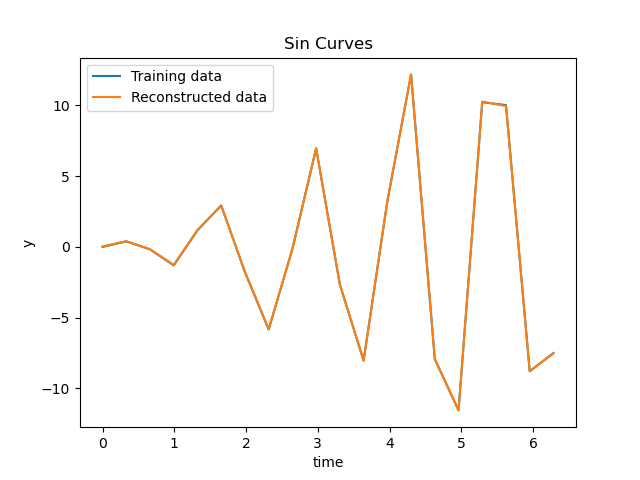 Sin Curves
Training data
Reconstructed data
10
5
0
−5
−10
y
0 1 2 3 4 5 6
time